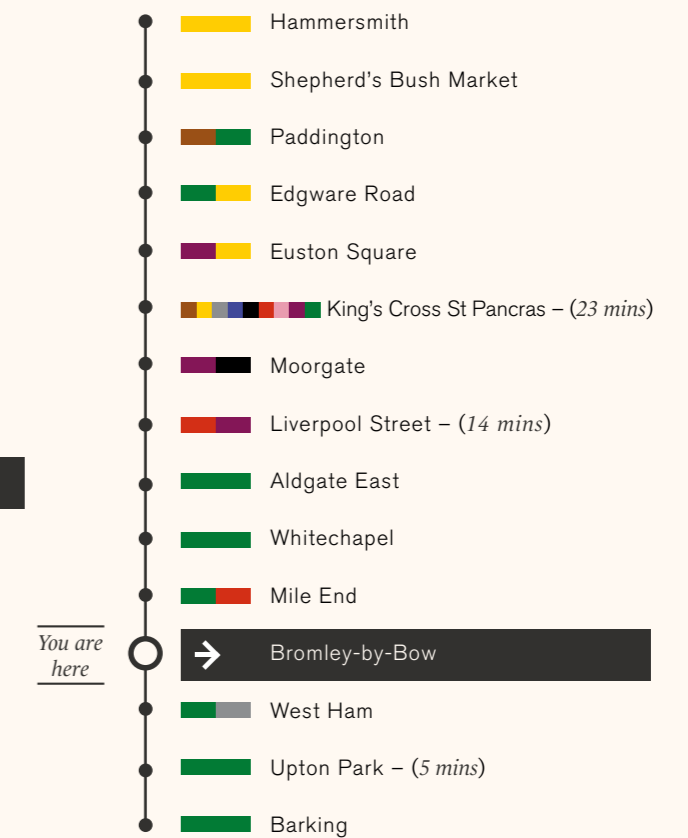 Hammersmith
Shepherd’s Bush Market
Paddington
Edgware Road
Euston Square
King’s Cross St Pancras – (23 mins)
Moorgate
Liverpool Street – (14 mins)
Aldgate East
Whitechapel
Mile End
You are
here
Bromley-by-Bow
West Ham
Upton Park – (5 mins)
Barking